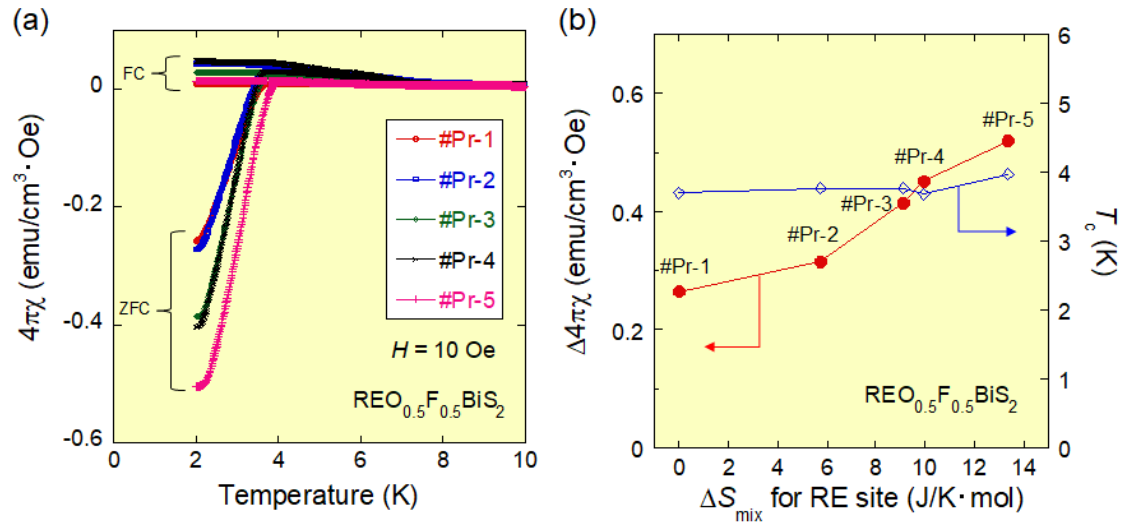 (a)
FC
ZFC
0
-0.2
-0.4
-0.6
4πχ (emu/cm³·Oe)
#Pr-1
#Pr-2
#Pr-3
#Pr-4
#Pr-5
H = 10 Oe
REO₀.₅F₀.₅BiS₂
0 2 4 6 8 10
Temperature (K)
(b)
0.6
0.4
0.2
0
Δ4πχ (emu/cm³·Oe)
#Pr-5
#Pr-4
#Pr-3
#Pr-2
#Pr-1
REO₀.₅F₀.₅BiS₂
6
5
4
3
2
1
0
T_c (K)
0 2 4 6 8 10 12 14
ΔS_mix for RE site (J/K·mol)